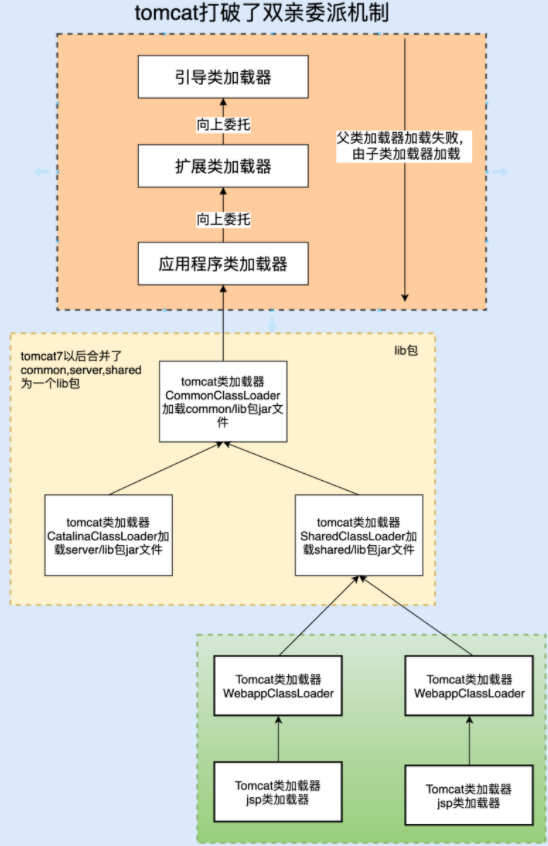 tomcat打破了双亲委派机制
引导类加载器
向上委托
父类加载器加载失败，
由子类加载器加载
扩展类加载器
向上委托
应用程序类加载器
tomcat7以后合并了
common,server,shared
为一个lib包
lib包
tomcat类加载器
CommonClassLoader
加载common/lib包jar文
件
tomcat类加载器
CatalinaClassLoader加
载server/lib包jar文件
tomcat类加载器
SharedClassLoader加
载shared/lib包jar文件
Tomcat类加载器
WebappClassLoader
Tomcat类加载器
WebappClassLoader
Tomcat类加载器
jsp类加载器
Tomcat类加载器
jsp类加载器